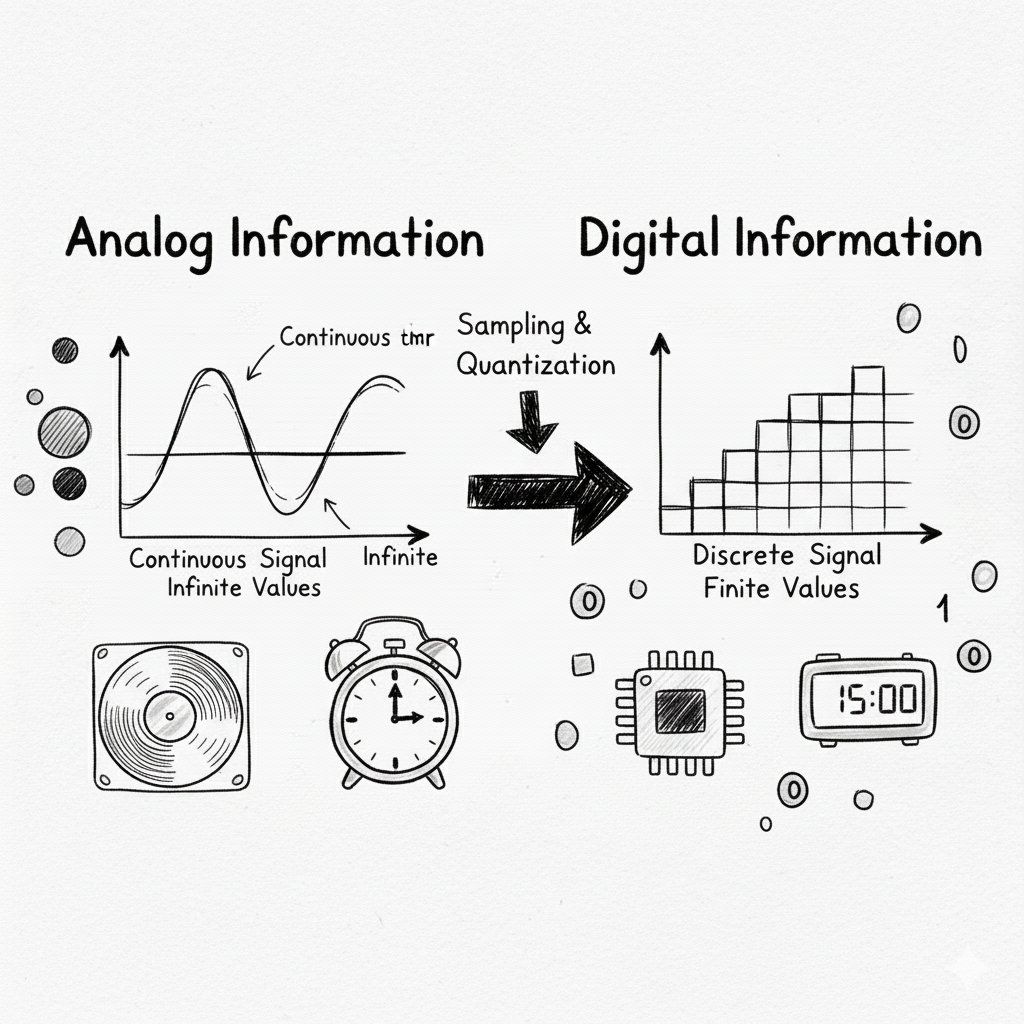 Analog Information
Digital Information
Continuous
Sampling &
Quantization
Continuous Signal
Infinite Values
Infinite
Discrete Signal
Finite Values
0
0
0
1
0
15:00
0
0